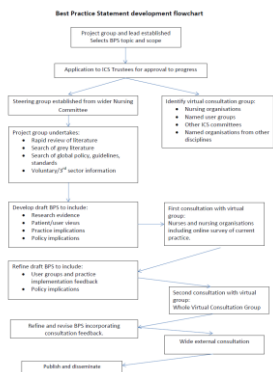 Best Practice Statement development flowchart
Project group and lead established
Selects BPS topic and scope
Application to ICS Trustees for approval to progress
Steering group established from wider Nursing
Committee
Identify virtual consultation group:
• Nursing organisations
• Named user groups
• Other ICS committees
• Named organisations from other
disciplines
Project group undertakes:
• Rapid review of literature
• Search of grey literature
• Search of global policy, guidelines,
standards
• Voluntary/3rd sector information
Develop draft BPS to include:
• Research evidence
• Patient/user views
• Practice implications
• Policy implications
First consultation with virtual
group:
Nurses and nursing organisations
including online survey of current
practice.
Refine draft BPS to include:
• User groups and practice
implementation feedback
• Policy implications
Second consultation with virtual
group:
Whole Virtual Consultation Group
Refine and revise BPS incorporating
consultation feedback.
Wide external consultation
Publish and disseminate